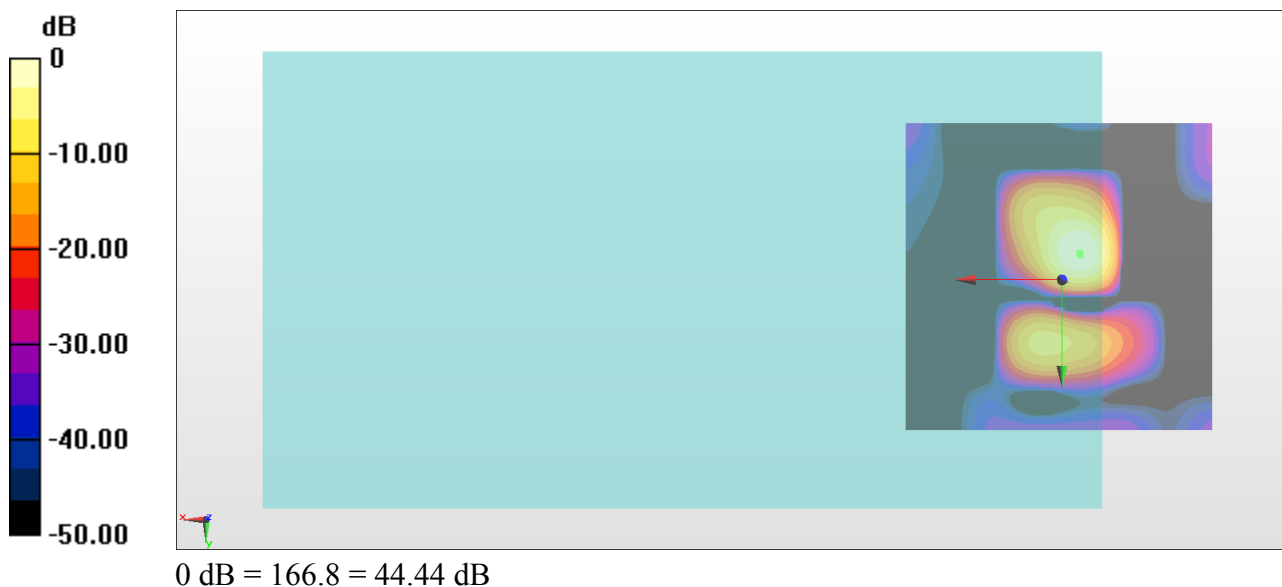 dB
0
-10.00
-20.00
-30.00
-40.00
-50.00
x
z
y
0 dB = 166.8 = 44.44 dB